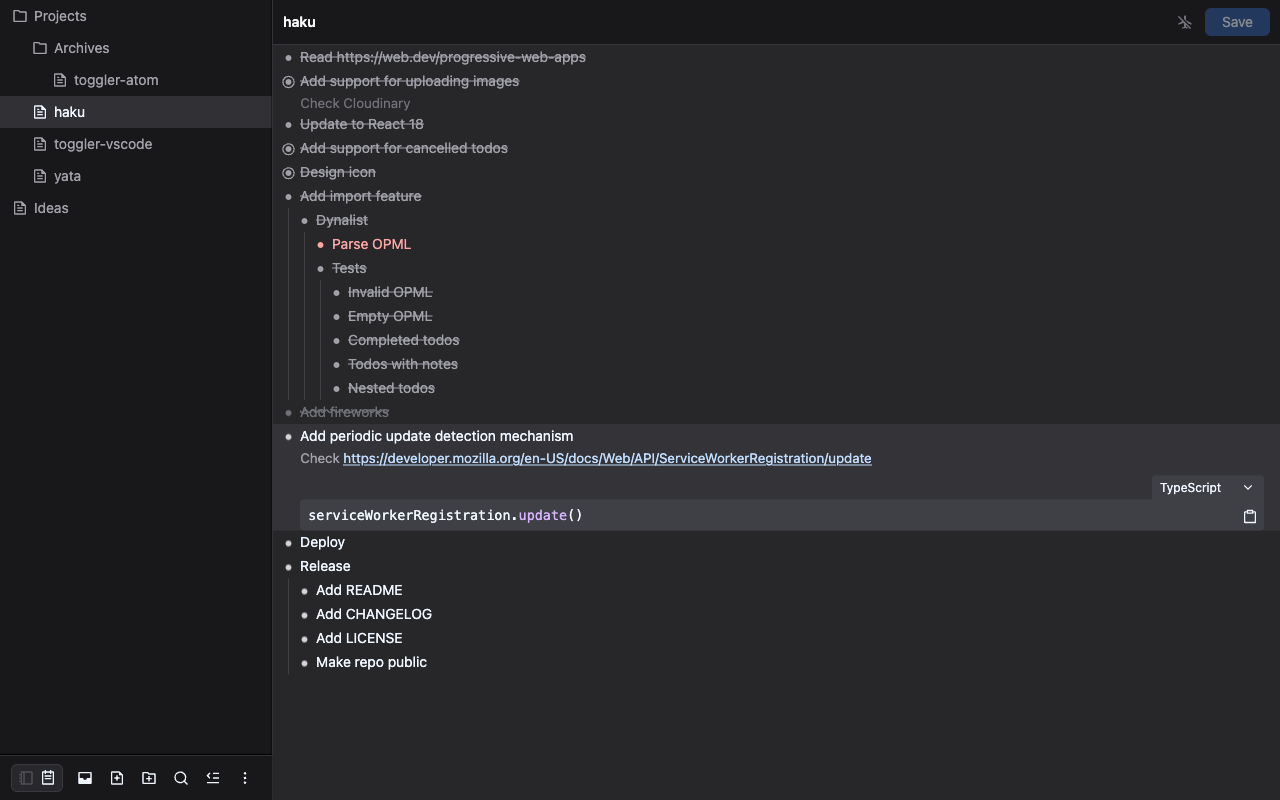 Projects
Archives
toggler-atom
haku
toggler-vscode
yata
Ideas
haku
Save
Read https://web.dev/progressive-web-apps
Add support for uploading images
Check Cloudinary
Update to React 18
Add support for cancelled todos
Design icon
Add import feature
Dynalist
Parse OPML
Tests
Invalid OPML
Empty OPML
Completed todos
Todos with notes
Nested todos
Add fireworks
Add periodic update detection mechanism
Check https://developer.mozilla.org/en-US/docs/Web/API/ServiceWorkerRegistration/update
TypeScript
serviceWorkerRegistration.update()
Deploy
Release
Add README
Add CHANGELOG
Add LICENSE
Make repo public